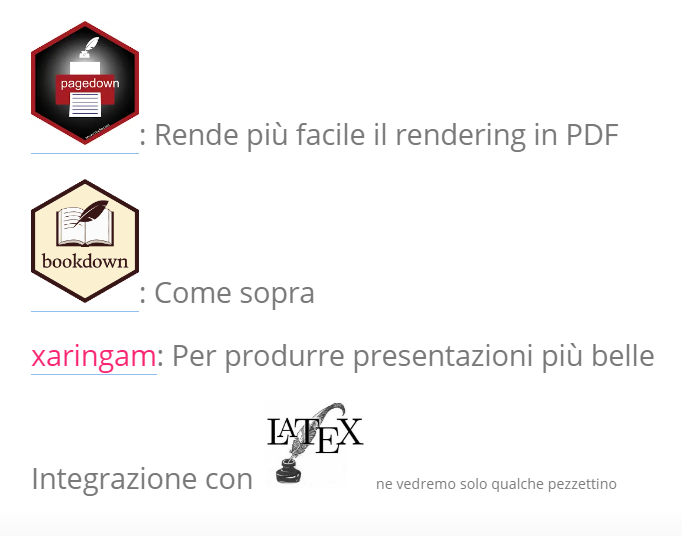 pagedown
: Rende più facile il rendering in PDF
bookdown
: Come sopra
xaringam: Per produrre presentazioni più belle
Integrazione con LATEX ne vedremo solo qualche pezzettino